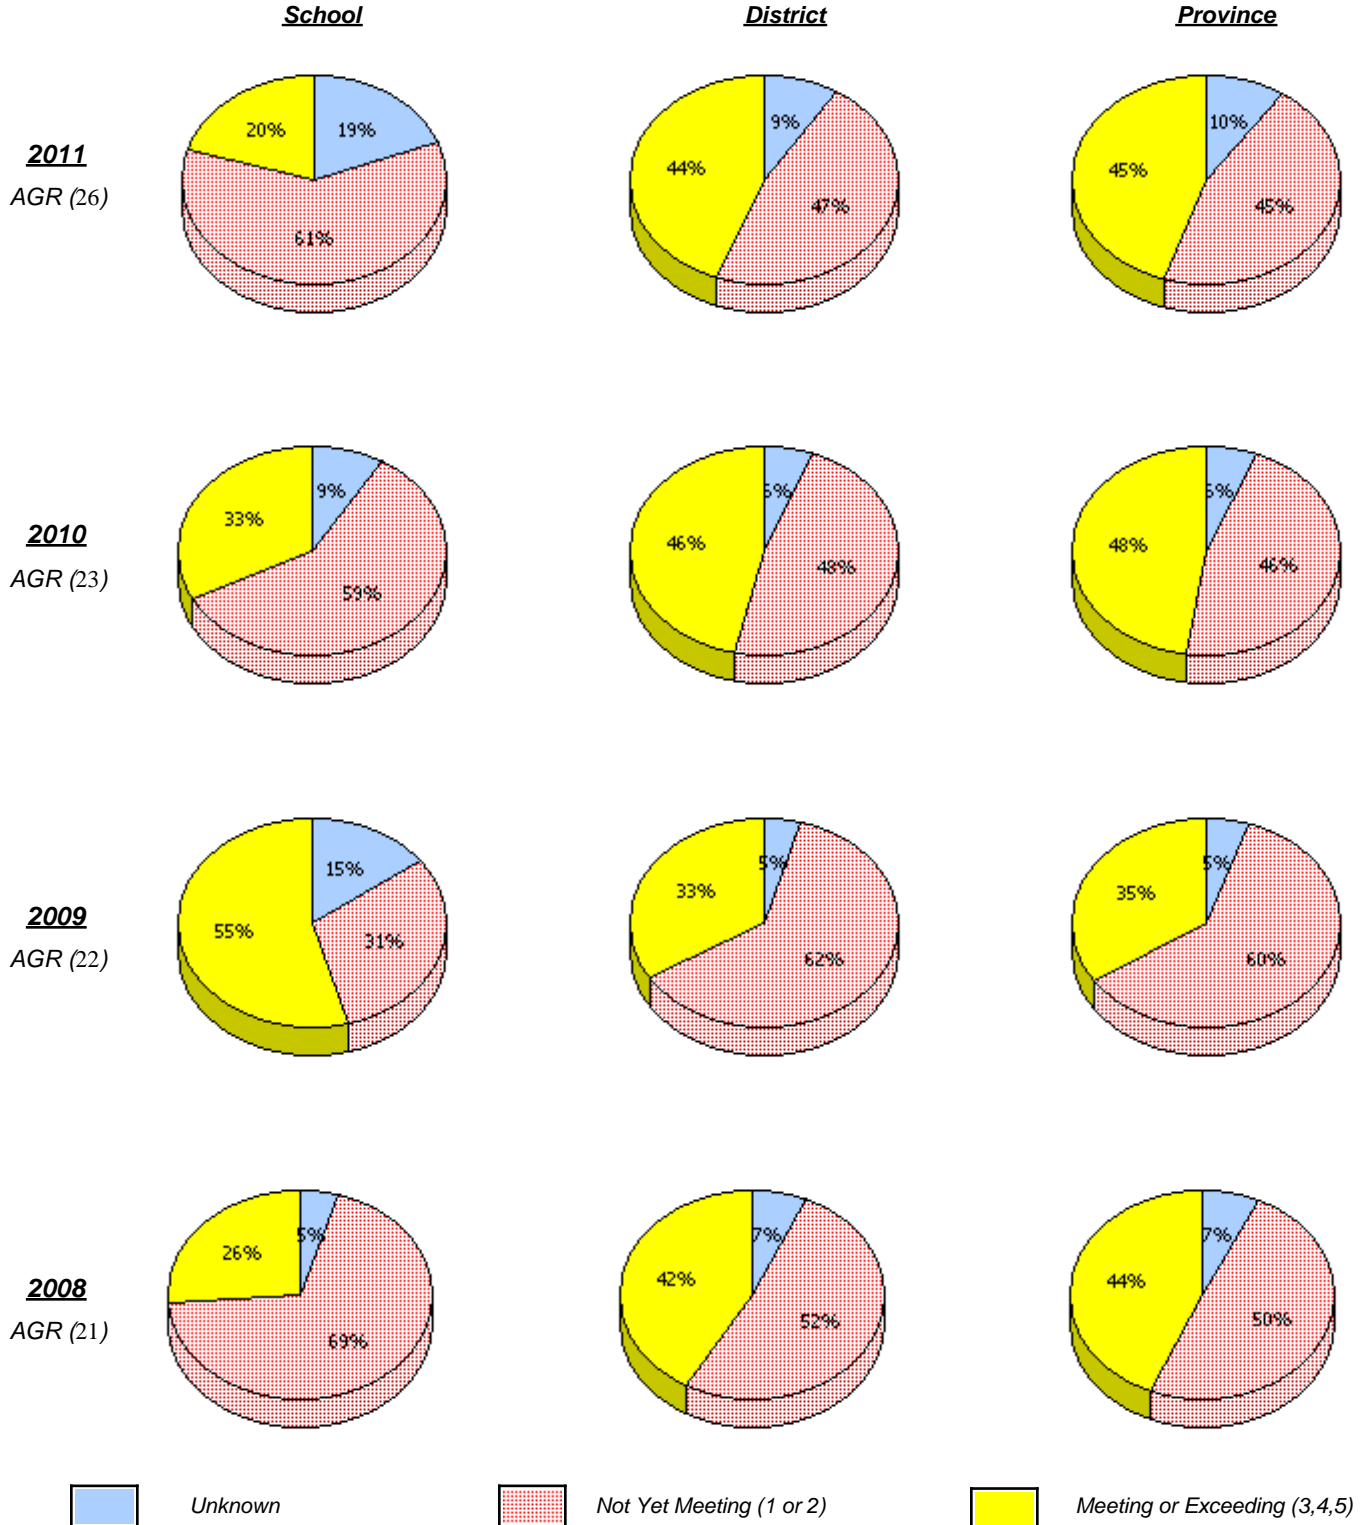 School District Province
2011
AGR (26)
20% 19% 61%
44% 9% 47%
45% 10% 45%
2010
AGR (23)
33% 9% 59%
46% 48%
48% 46%
2009
AGR (22)
55% 15% 31%
33% 5% 62%
35% 5% 60%
2008
AGR (21)
26% 5% 69%
42% 7% 52%
44% 7% 50%
Unknown
Not Yet Meeting (1 or 2)
Meeting or Exceeding (3,4,5)